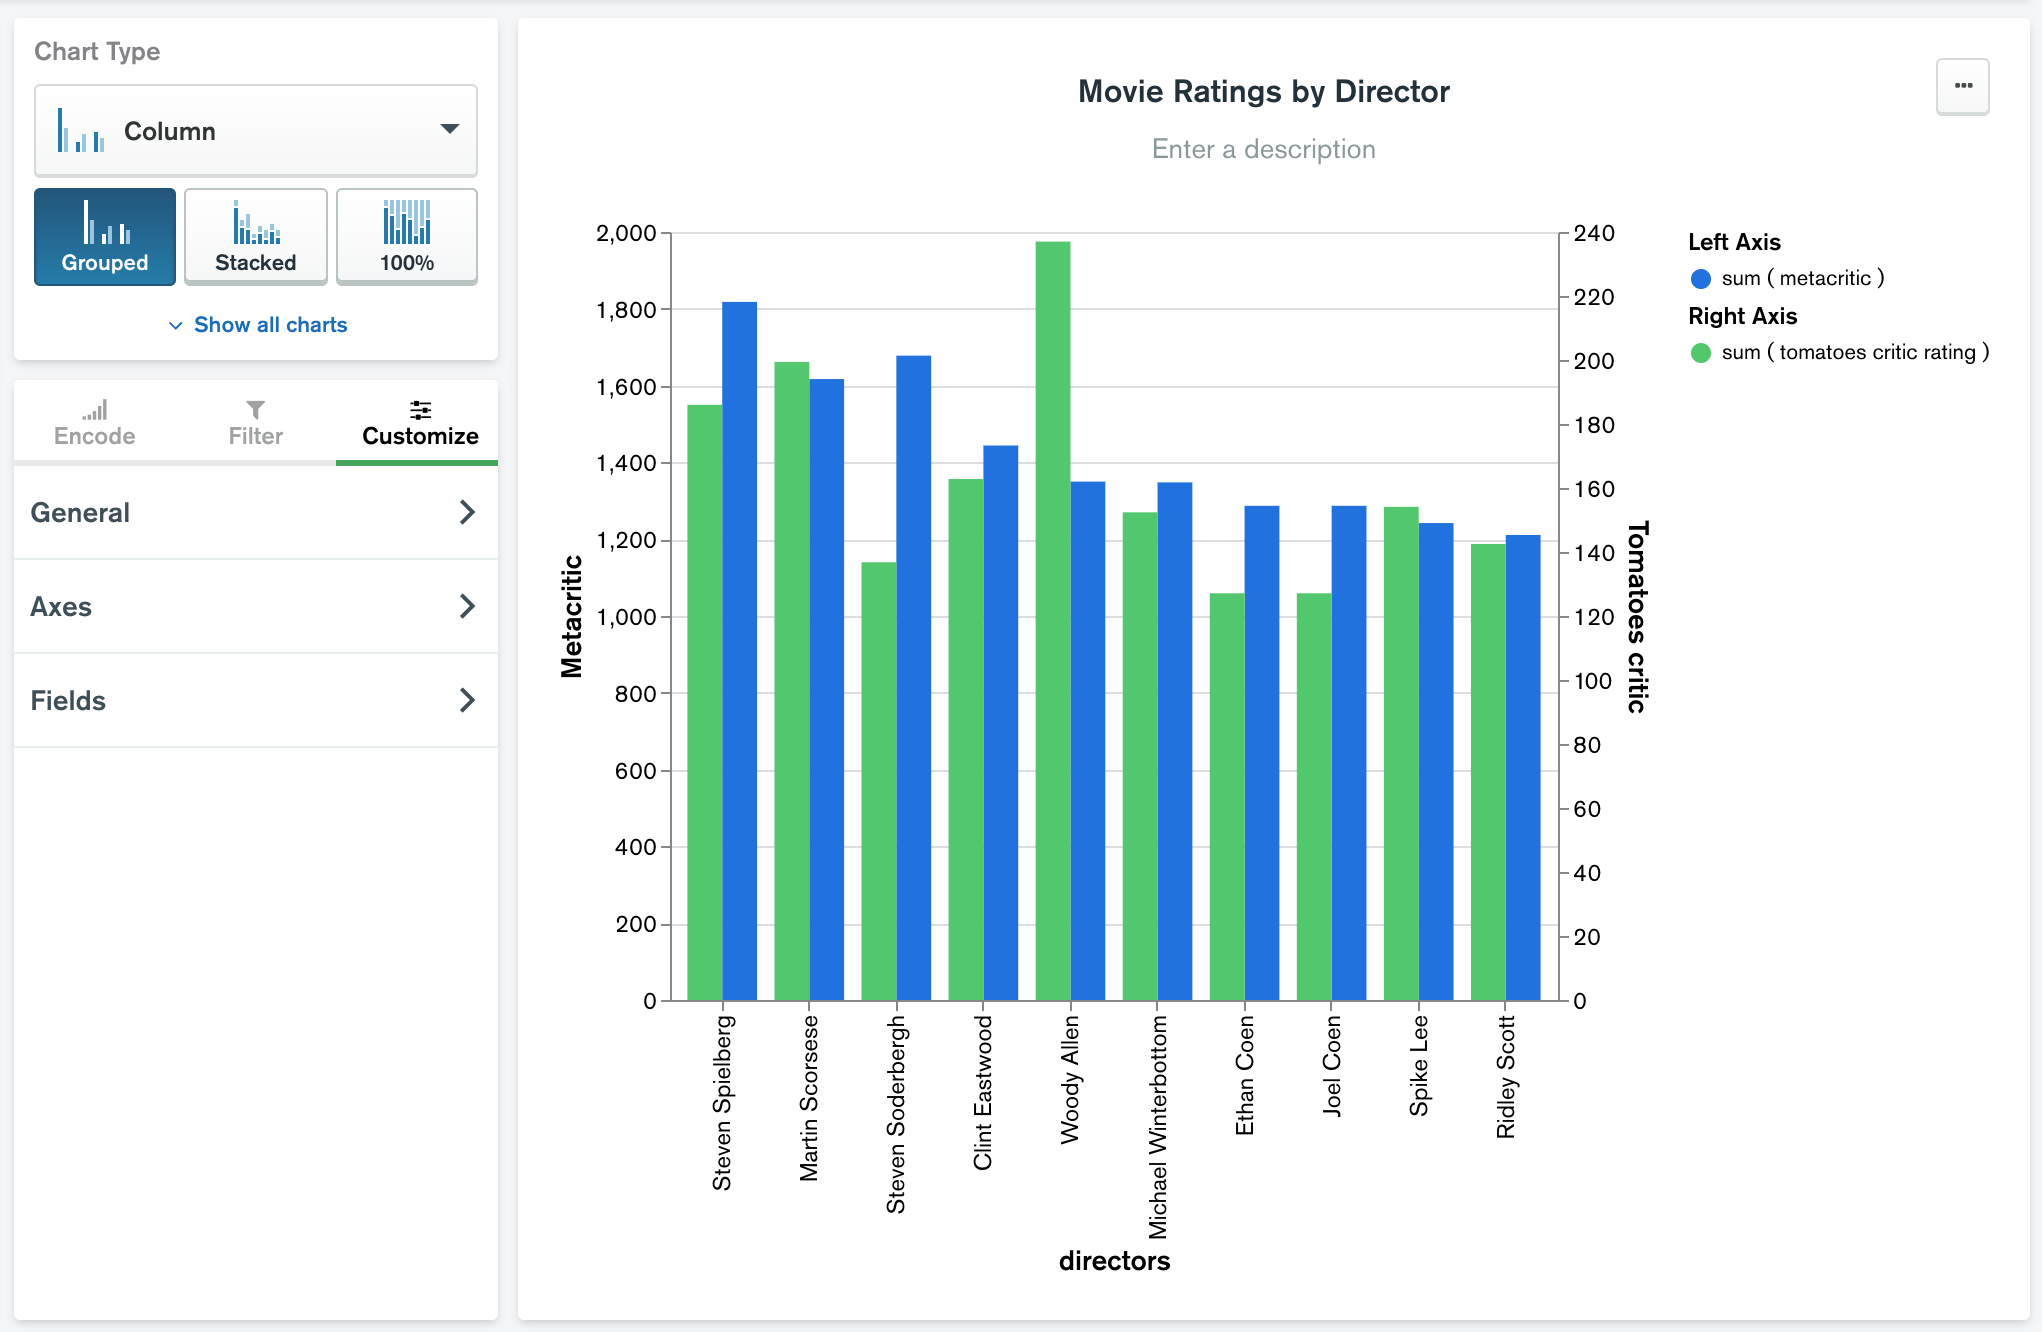 Chart Type
Column
Grouped
Stacked
100%
Show all charts
Encode
Filter
Customize
General
Axes
Fields
Movie Ratings by Director
...
Enter a description
2,000
1,800
1,600
1,400
1,200
1,000
800
600
400
200
0
Metacritic
240
220
200
180
160
140
120
100
80
60
40
20
0
Tomatoes critic
Steven Spielberg
Martin Scorsese
Steven Soderbergh
Clint Eastwood
Woody Allen
Michael Winterbottom
Ethan Coen
Joel Coen
Spike Lee
Ridley Scott
directors
Left Axis
sum ( metacritic )
Right Axis
sum ( tomatoes critic rating )